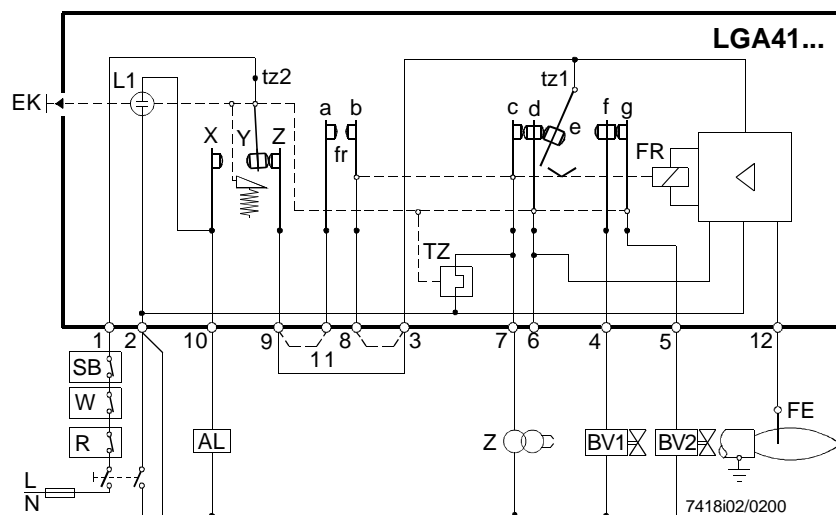 LGA41...
L1
tz2
tz1
EK
a b
c d
f g
X Y Z
e
fr
FR
TZ
1 2 10 9 8 3 7 6 4 5 12
11
SB
W
R
AL
Z
BV1
BV2
FE
L
N
7418i02/0200